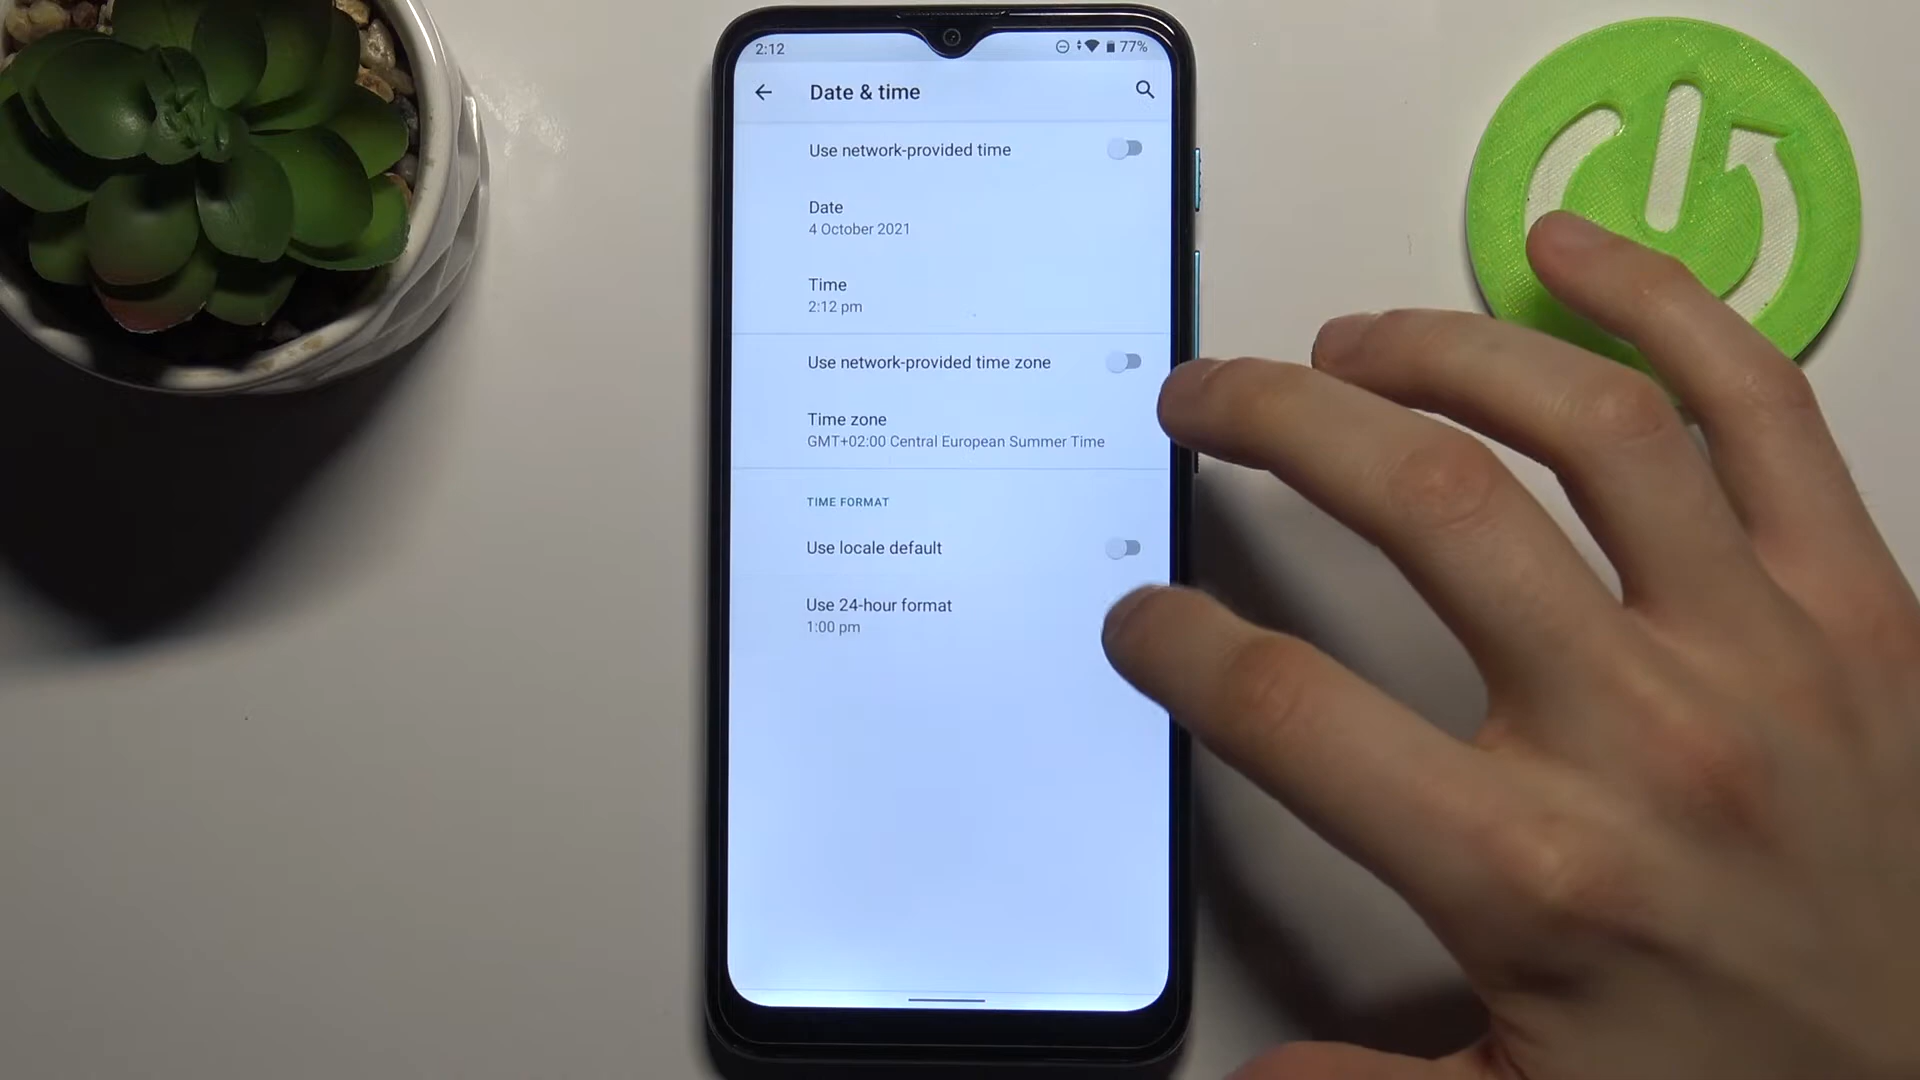 2:12
77%
Date & time
Use network-provided time
Date
4 October 2021
Time
2:12 pm
Use network-provided time zone
Time zone
GMT+02:00 Central European Summer Time
TIME FORMAT
Use locale default
Use 24-hour format
1:00 pm